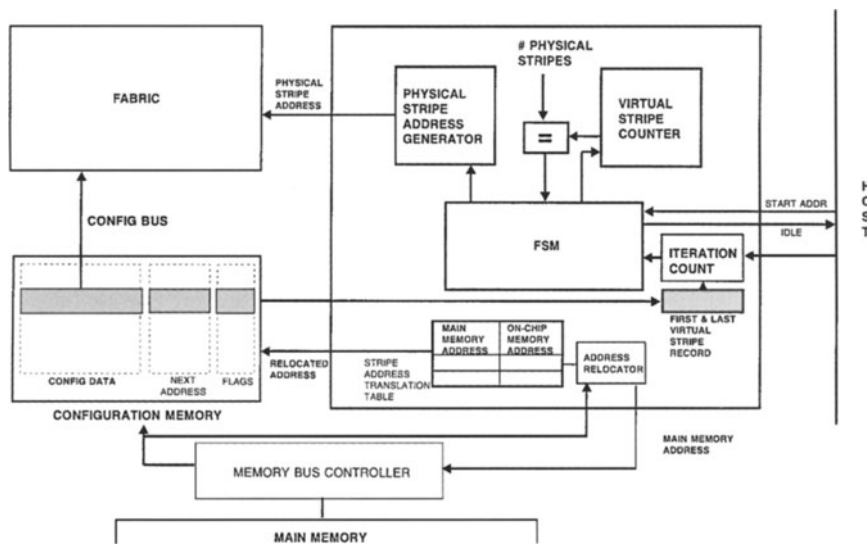 # PHYSICAL
STRIPES
FABRIC
PHYSICAL
STRIPE
ADDRESS
PHYSICAL
STRIPE
ADDRESS
GENERATOR
=
VIRTUAL
STRIPE
COUNTER
CONFIG BUS
FSM
START ADDR
IDLE
H
O
S
T
ITERATION
COUNT
FIRST & LAST
VIRTUAL
STRIPE
RECORD
CONFIG DATA
NEXT
ADDRESS
FLAGS
CONFIGURATION MEMORY
RELOCATED
ADDRESS
STRIPE
ADDRESS
TRANSLATION
TABLE
MAIN
MEMORY
ADDRESS
ON-CHIP
MEMORY
ADDRESS
ADDRESS
RELOCATOR
MAIN MEMORY
ADDRESS
MEMORY BUS CONTROLLER
MAIN MEMORY